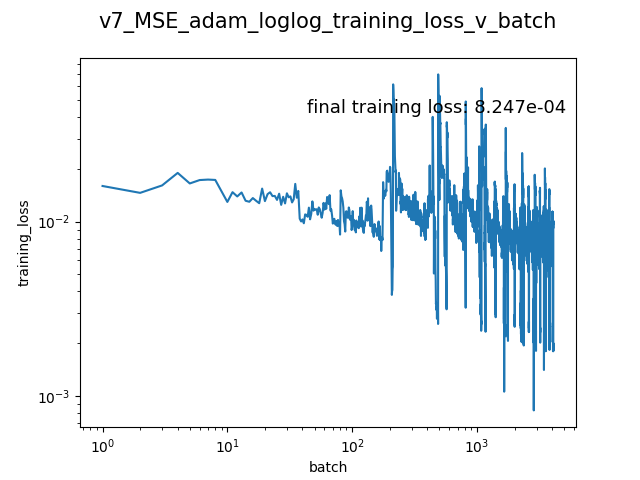 v7_MSE_adam_loglog_training_loss_v_batch
final training loss: 8.247e-04
training_loss
10⁻²
10⁻³
10⁰ 10¹ 10² 10³
batch